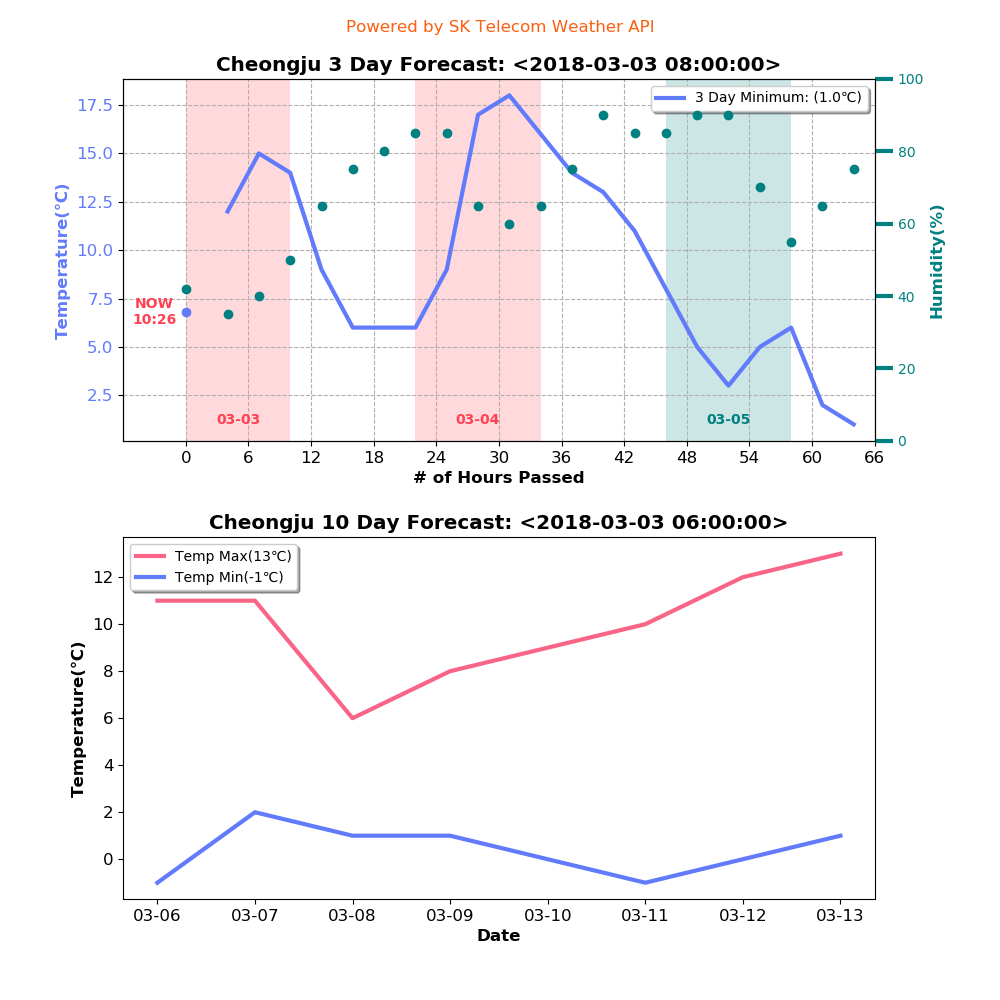 Powered by SK Telecom Weather API
Cheongju 3 Day Forecast: <2018-03-03 08:00:00>
3 Day Minimum: (1.0℃)
Temperature(℃)
17.5
15.0
12.5
10.0
7.5
5.0
2.5
NOW
10:26
03-03
03-04
03-05
100
80
60
40
20
0
Humidity(%)
0 6 12 18 24 30 36 42 48 54 60 66
# of Hours Passed
Cheongju 10 Day Forecast: <2018-03-03 06:00:00>
Temp Max(13℃)
Temp Min(-1℃)
Temperature(℃)
12
10
8
6
4
2
0
03-06 03-07 03-08 03-09 03-10 03-11 03-12 03-13
Date